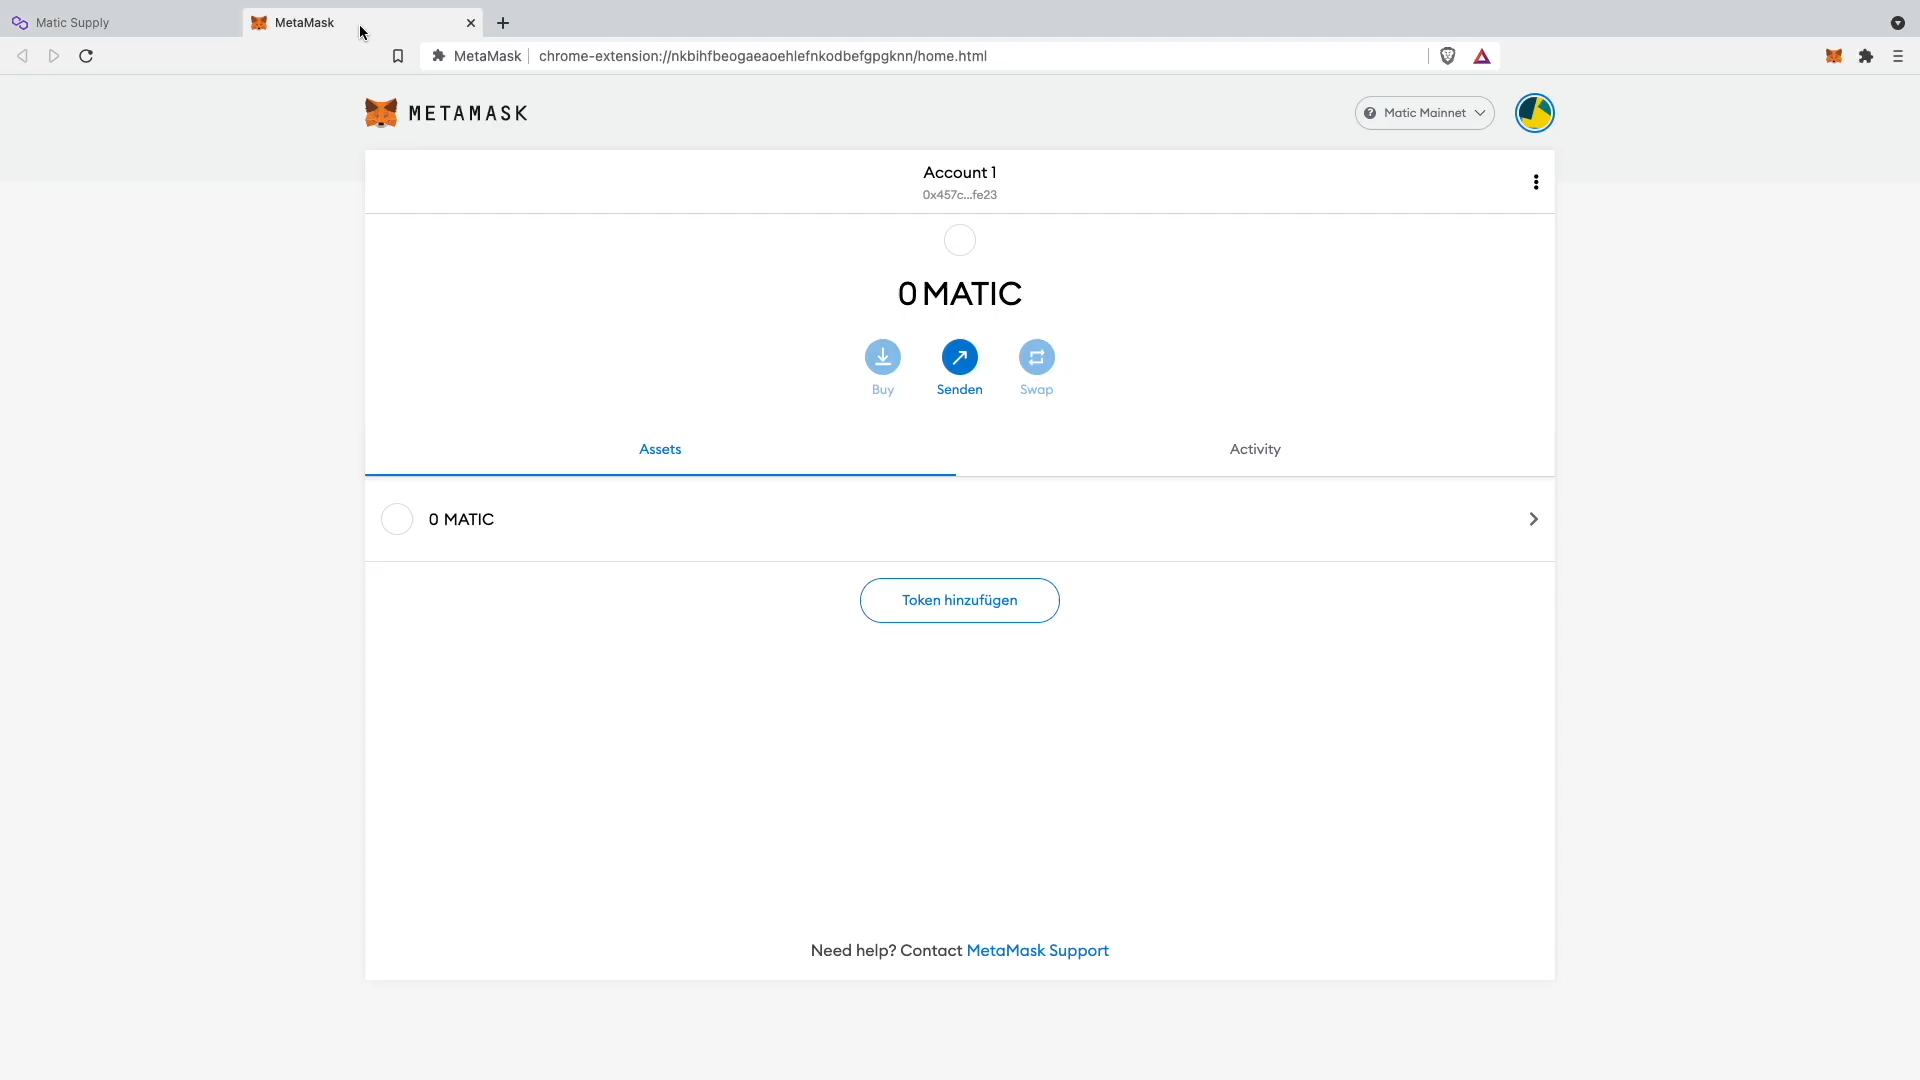 Matic Supply
MetaMask
MetaMask
chrome-extension://nkbihfbeogaeaoehlefnkodbefgpgknn/home.html
METAMASK
Matic Mainnet
Account 1
0x457c...fe23
0 MATIC
Buy
Senden
Swap
Assets
Activity
0 MATIC
Token hinzufügen
Need help? Contact MetaMask Support